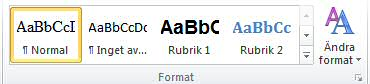 AaBbCcI AaBbCcDc AaBbC AaBbCc
¶ Normal ¶ Inget av... Rubrik 1 Rubrik 2
Ändra
format
Format